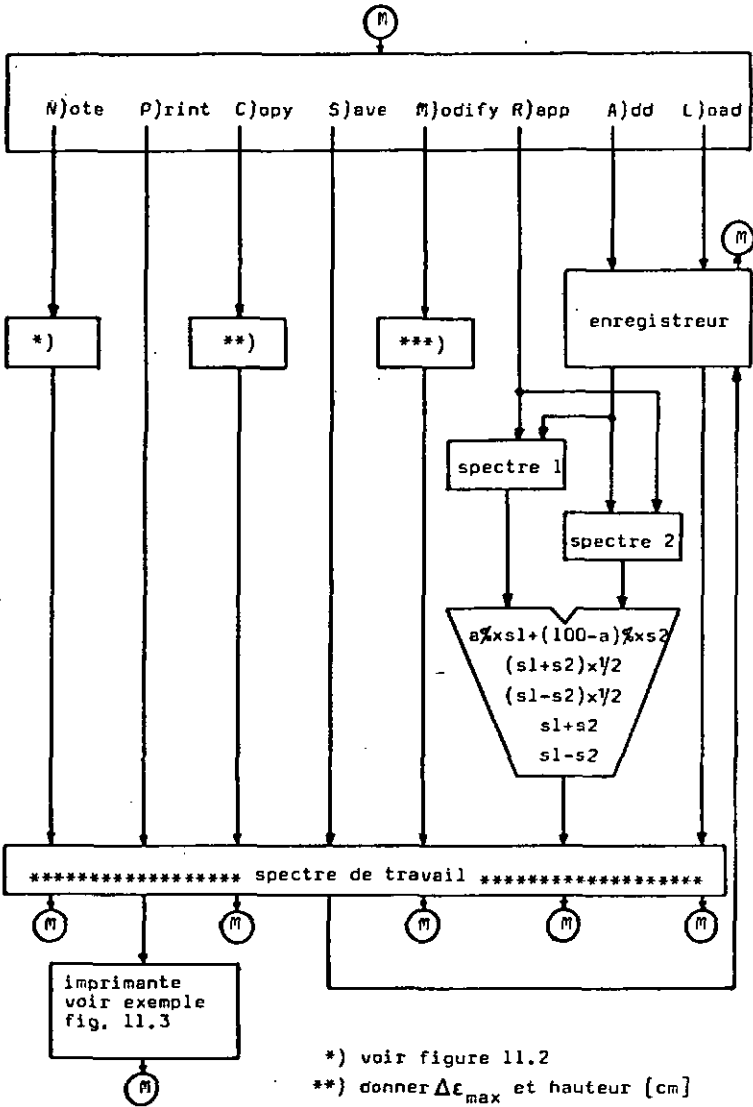 M
N)ote P)rint C)opy S)ave M)odify R)app A)dd L)oad
M
enregistreur
*) **) ***)
spectre 1
spectre 2
a%xs1+(100-a)%xs2
(s1+s2)x1/2
(s1-s2)x1/2
s1+s2
s1-s2
****************** spectre de travail *******************
M M M M M
imprimante
voir exemple
fig. 11.3
M
*) voir figure 11.2
**) donner Δε_max et hauteur [cm]